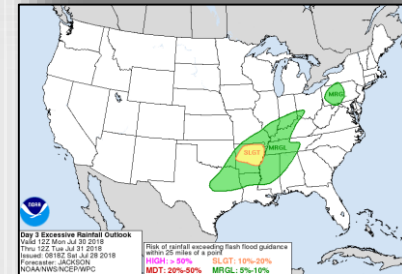 MRGL
SLGT
MRGL
NOAA
Day 3 Excessive Rainfall Outlook
Valid 12Z Mon Jul 30 2018
Thru 12Z Tue Jul 31 2018
Issued: 0818Z Sat Jul 28 2018
Forecaster: JACKSON
NOAA/NWS/NCEP/WPC
Risk of rainfall exceeding flash flood guidance
within 25 miles of a point
HIGH: > 50% SLGT: 10%-20%
MDT: 20%-50% MRGL: 5%-10%